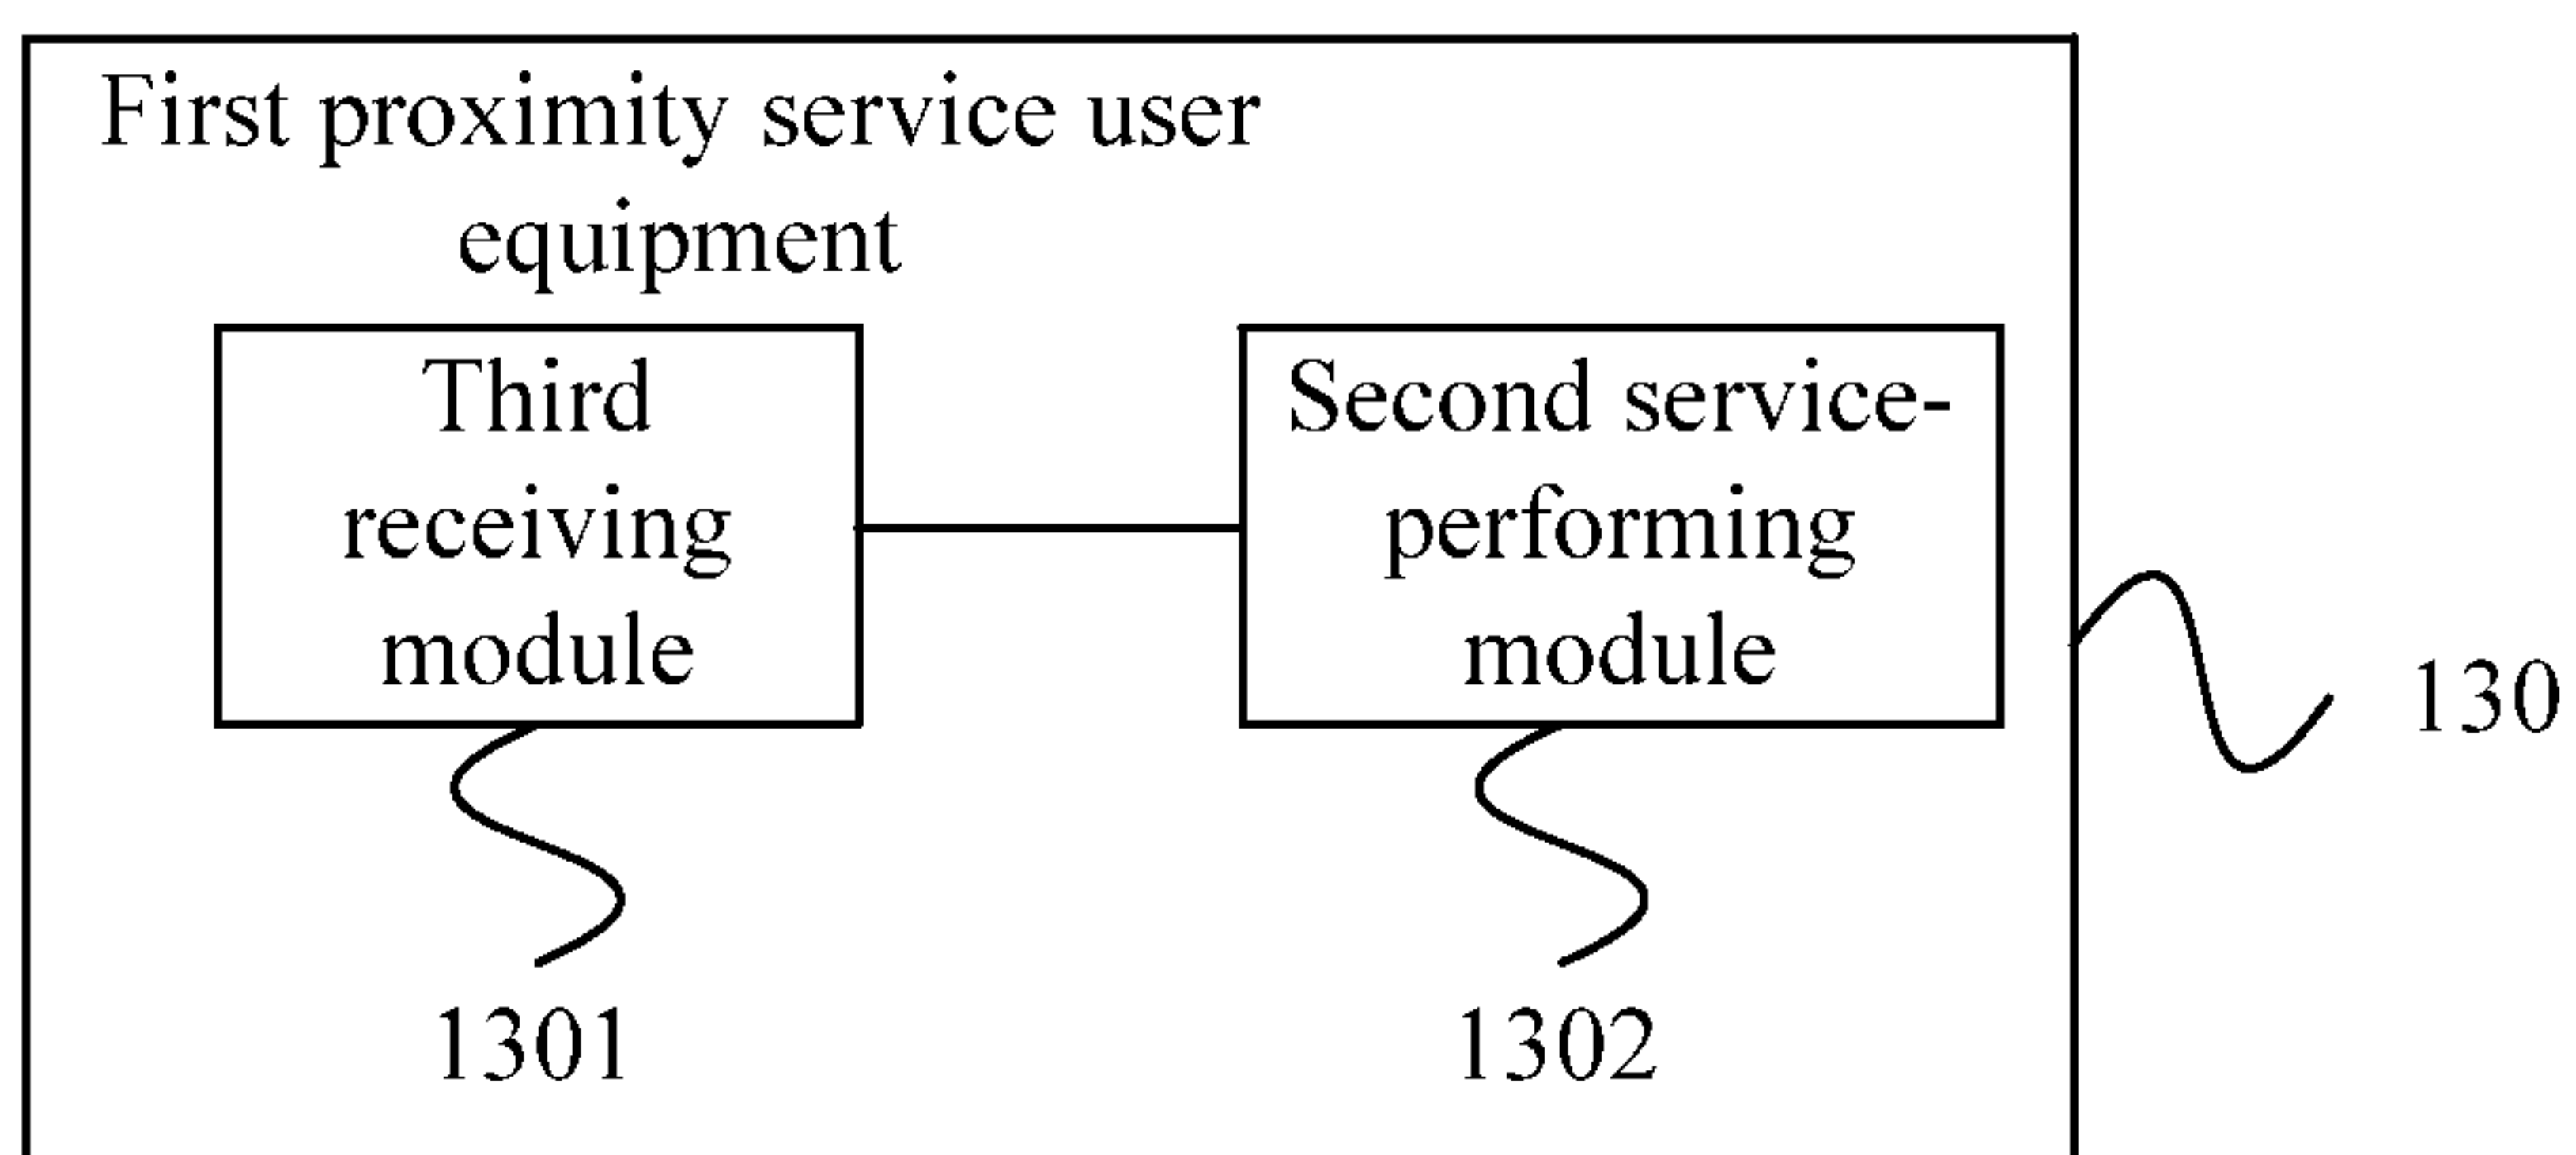 First proximity service user
equipment
Third
receiving
module
Second service-
performing
module
130
1301
1302